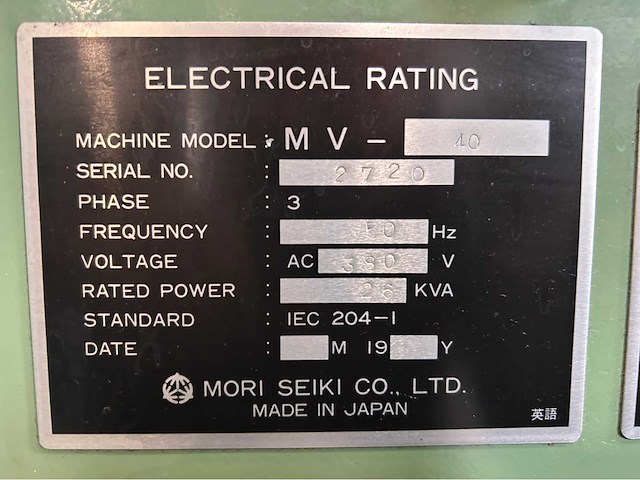 ELECTRICAL RATING
MACHINE MODEL : MV-40
SERIAL NO. : 2720
PHASE : 3
FREQUENCY : Hz
VOLTAGE : AC 380 V
RATED POWER : 26 KVA
STANDARD : IEC 204-1
DATE : M 19 Y
MORI SEIKI CO., LTD.
MADE IN JAPAN
英語